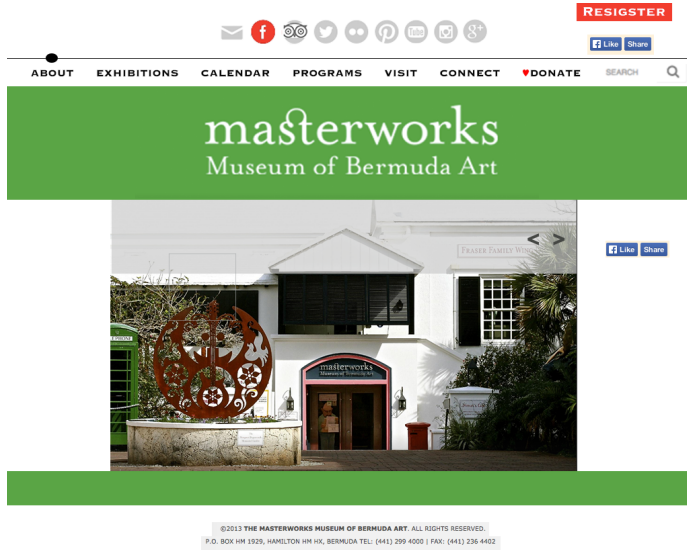 RESIGSTER
Like Share
ABOUT EXHIBITIONS CALENDAR PROGRAMS VISIT CONNECT ♥DONATE SEARCH
masterworks
Museum of Bermuda Art
< >
FRASER FAMILY
Like Share
masterworks
Museum of Bermuda Art
©2013 THE MASTERWORKS MUSEUM OF BERMUDA ART. ALL RIGHTS RESERVED.
P.O. BOX HM 1929, HAMILTON HM HX, BERMUDA TEL: (441) 299 4000 | FAX: (441) 236 4402